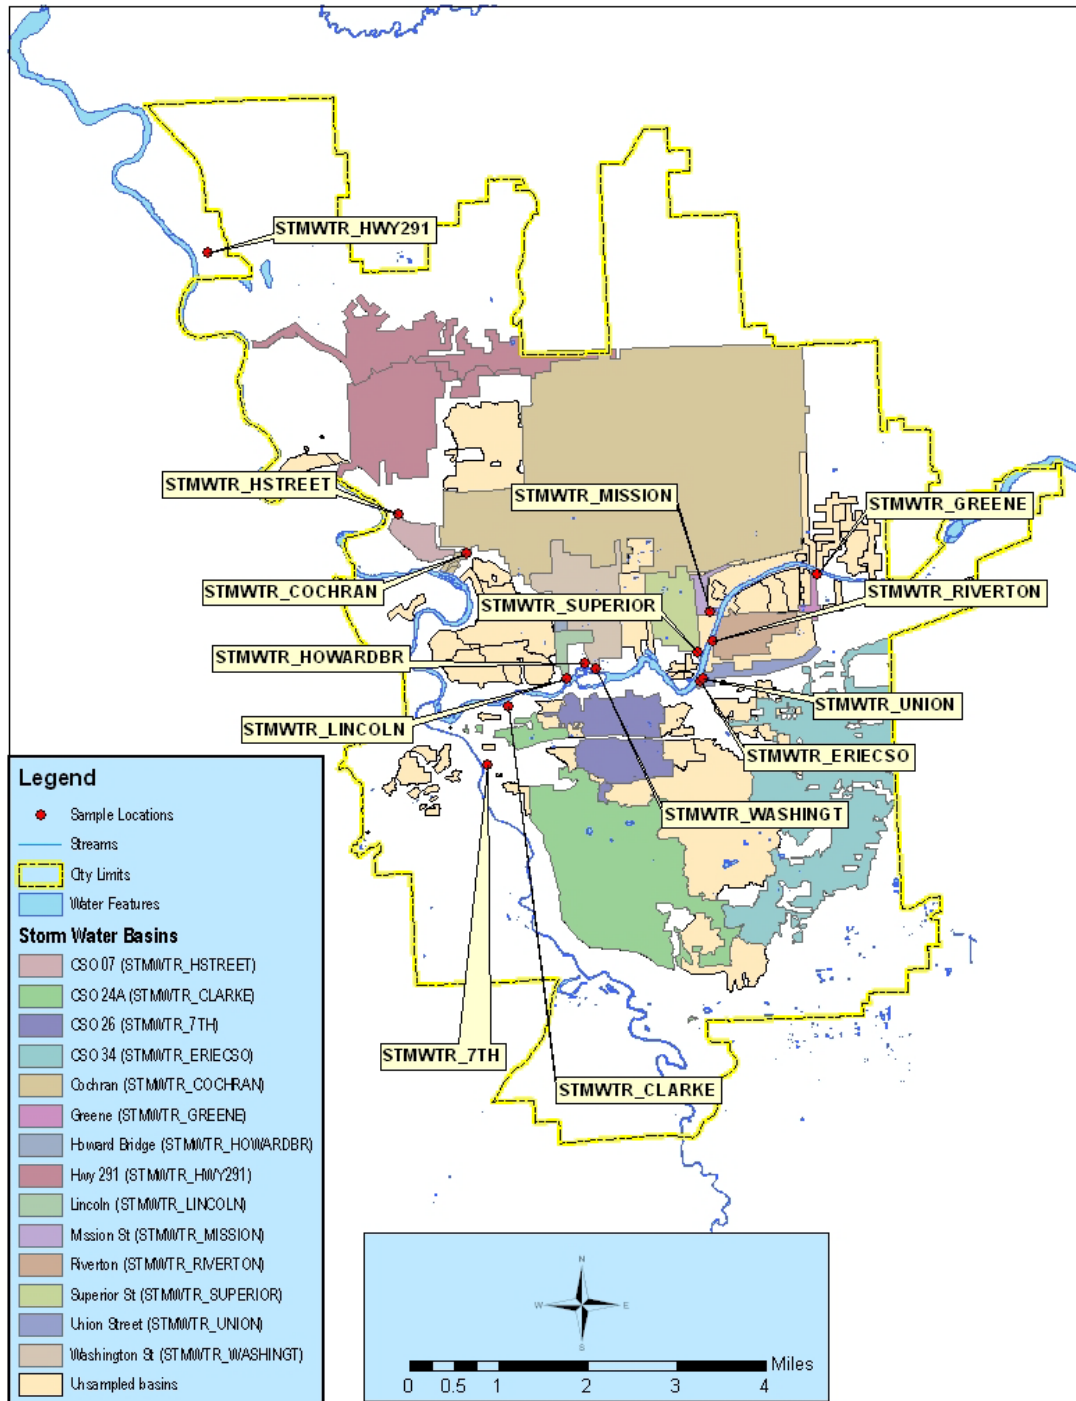 STMWTR_HWY291
STMWTR_HSTREET
STMWTR_MISSION
STMWTR_GREENE
STMWTR_COCHRAN
STMWTR_SUPERIOR
STMWTR_RIVERTON
STMWTR_HOWARDBR
STMWTR_LINCOLN
STMWTR_UNION
STMWTR_ERIECSO
STMWTR_WASHINGT
STMWTR_7TH
STMWTR_CLARKE
Legend
Sample Locations
Streams
City Limits
Water Features
Storm Water Basins
CSO 07 (STMWTR_HSTREET)
CSO 24A (STMWTR_CLARKE)
CSO 26 (STMWTR_7TH)
CSO 34 (STMWTR_ERIECSO)
Cochran (STMWTR_COCHRAN)
Greene (STMWTR_GREENE)
Howard Bridge (STMWTR_HOWARDBR)
Hwy 291 (STMWTR_HWY291)
Lincoln (STMWTR_LINCOLN)
Mission St (STMWTR_MISSION)
Riverton (STMWTR_RIVERTON)
Superior St (STMWTR_SUPERIOR)
Union Street (STMWTR_UNION)
Washington St (STMWTR_WASHINGT)
Unsampled basins
N
W E
S
Miles
0 0.5 1 2 3 4